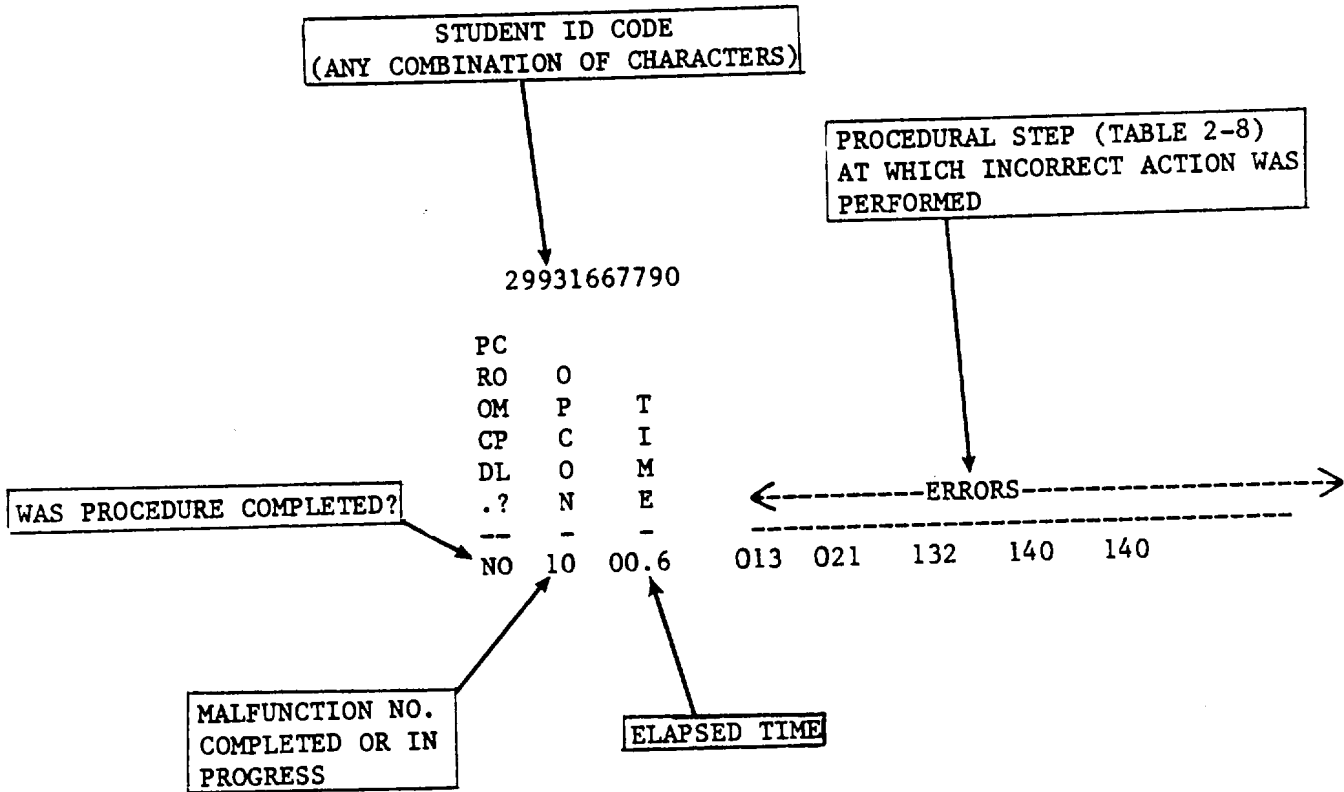 STUDENT ID CODE
(ANY COMBINATION OF CHARACTERS)
PROCEDURAL STEP (TABLE 2-8)
AT WHICH INCORRECT ACTION WAS
PERFORMED
29931667790
PC
RO O
OM P T
CP C I
DL O M
.? N E
-- - -
NO 10 00.6 013 021 132 140 140
<---------ERRORS--------->
WAS PROCEDURE COMPLETED?
MALFUNCTION NO.
COMPLETED OR IN
PROGRESS
ELAPSED TIME